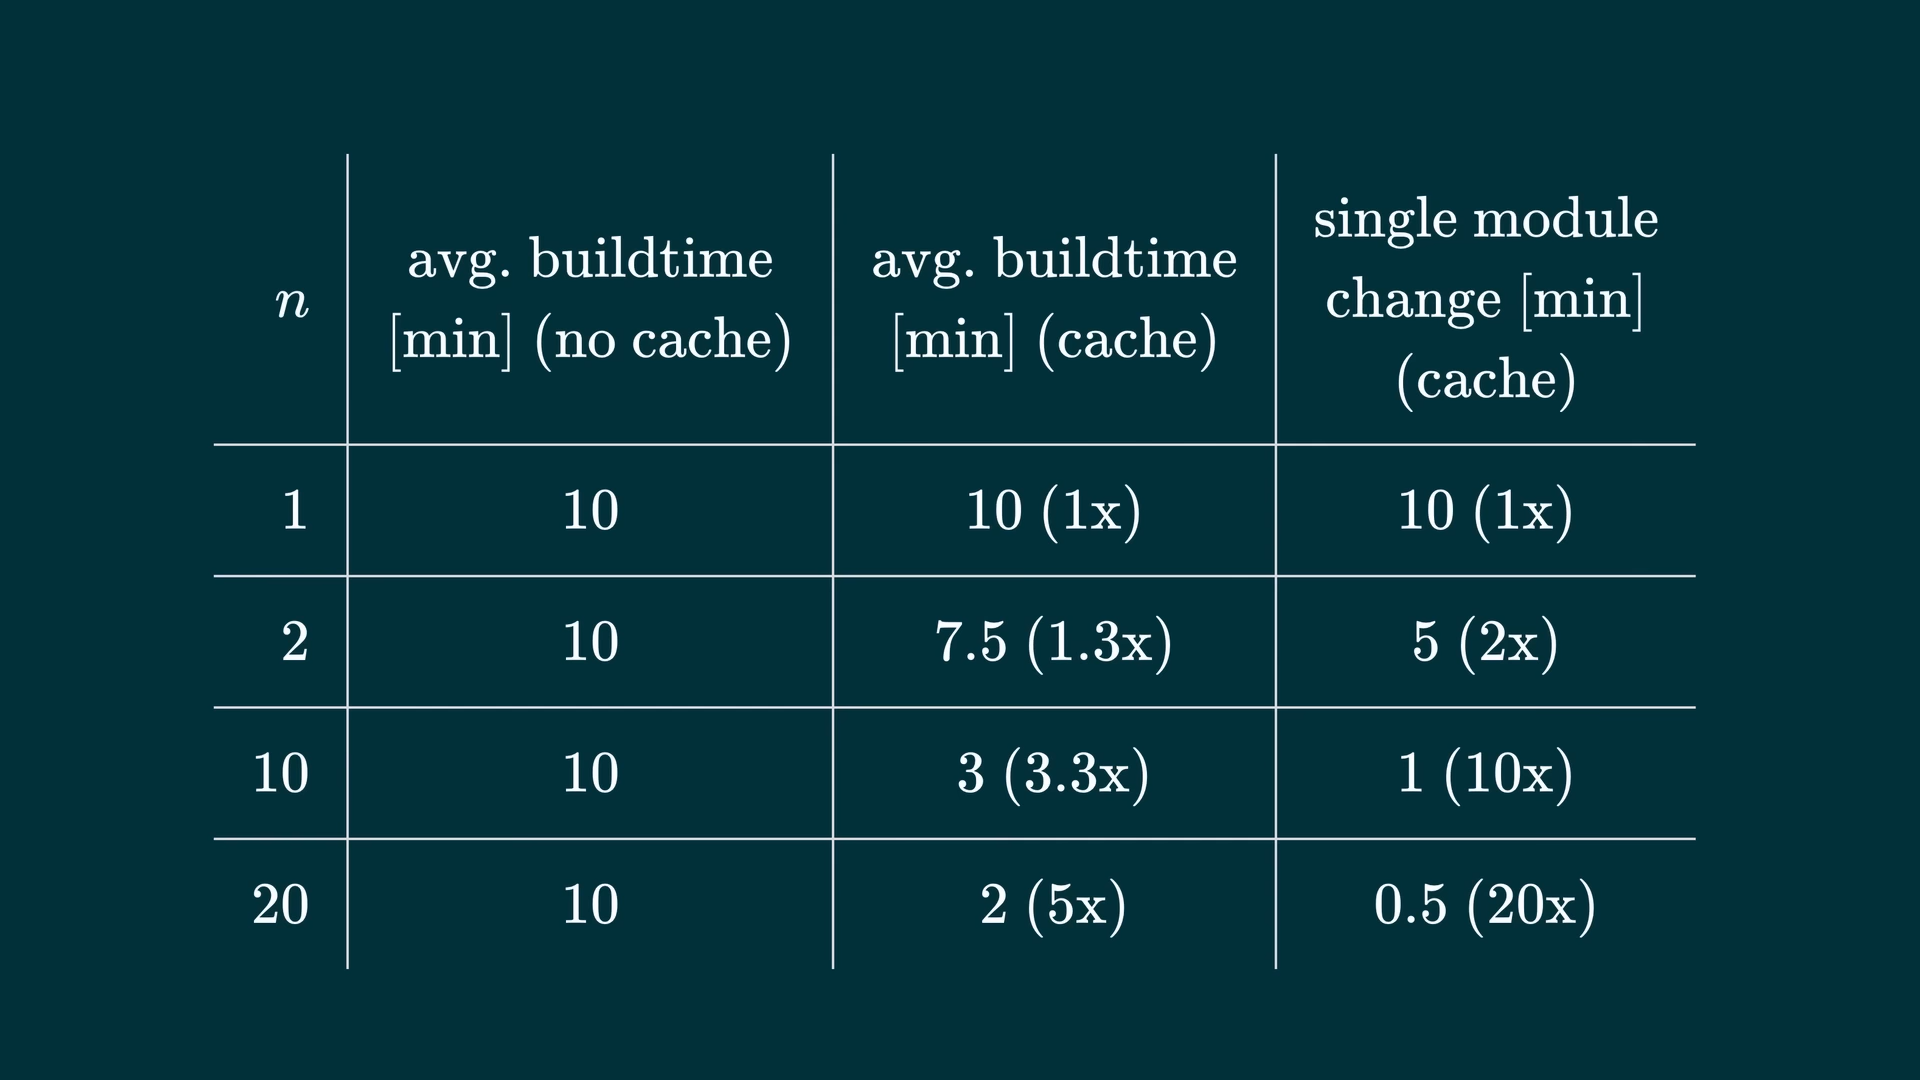 n
avg. buildtime
[min] (no cache)
avg. buildtime
[min] (cache)
single module
change [min]
(cache)
1 10 10 (1x) 10 (1x)
2 10 7.5 (1.3x) 5 (2x)
10 10 3 (3.3x) 1 (10x)
20 10 2 (5x) 0.5 (20x)